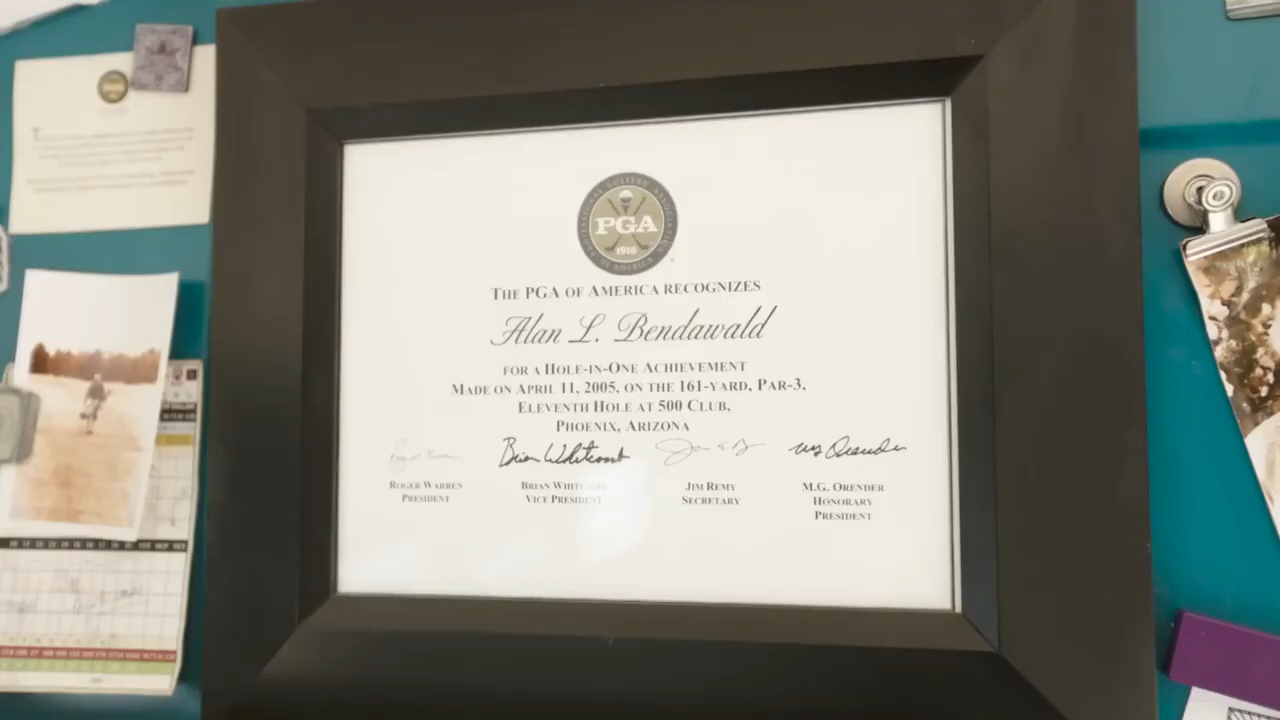 PGA
1916
THE PGA OF AMERICA RECOGNIZES
Alan L. Bendawald
FOR A HOLE-IN-ONE ACHIEVEMENT
MADE ON APRIL 11, 2005, ON THE 161-YARD, PAR-3,
ELEVENTH HOLE AT 500 CLUB,
PHOENIX, ARIZONA
Brian Whitcomb
ROGER WARREN BRIAN WHITCOMB JIM REMY M.G. ORENDER
PRESIDENT VICE PRESIDENT SECRETARY HONORARY
PRESIDENT